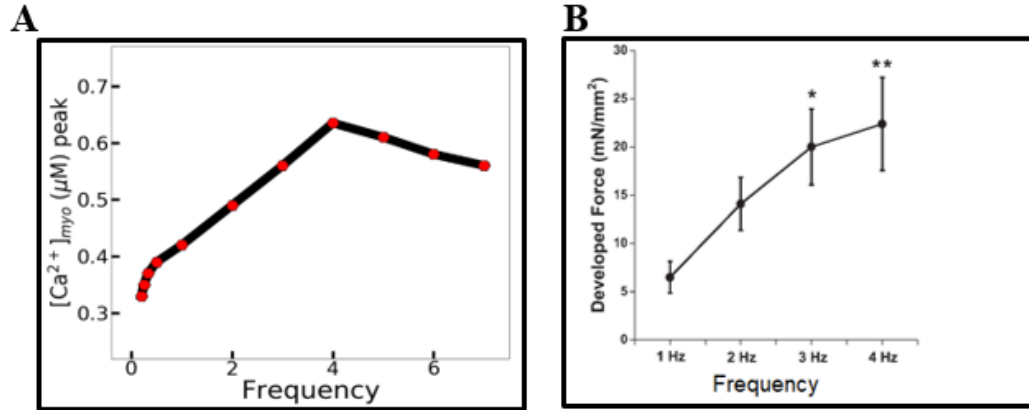 A
B
[Ca²⁺]ₘᵧₒ (μM) peak
0.7
0.6
0.5
0.4
0.3
0
2
4
6
Frequency
Developed Force (mN/mm²)
30
25
20
15
10
5
0
*
**
1 Hz
2 Hz
3 Hz
4 Hz
Frequency